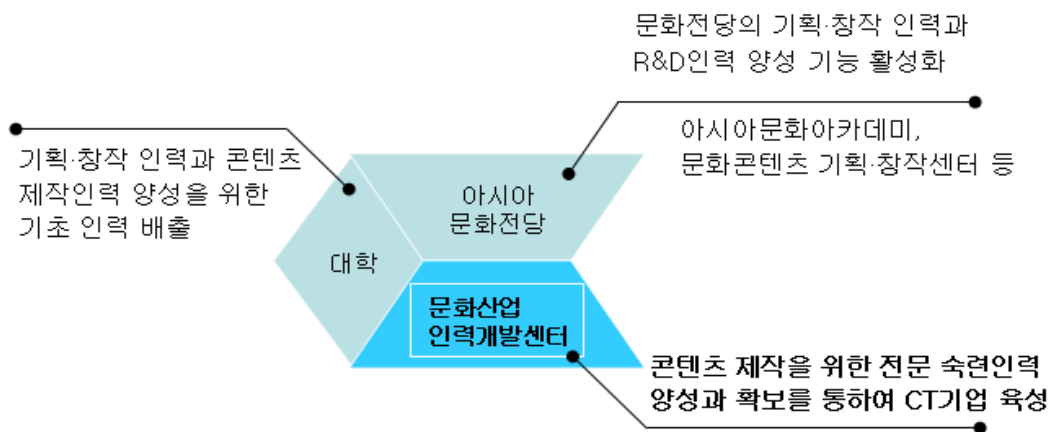 문화전당의 기획·창작 인력과
R&D인력 양성 기능 활성화
아시아문화아카데미,
문화콘텐츠 기획·창작센터 등
기획·창작 인력과 콘텐츠
제작인력 양성을 위한
기초 인력 배출
아시아
문화전당
대학
문화산업
인력개발센터
콘텐츠 제작을 위한 전문 숙련인력
양성과 확보를 통하여 CT기업 육성